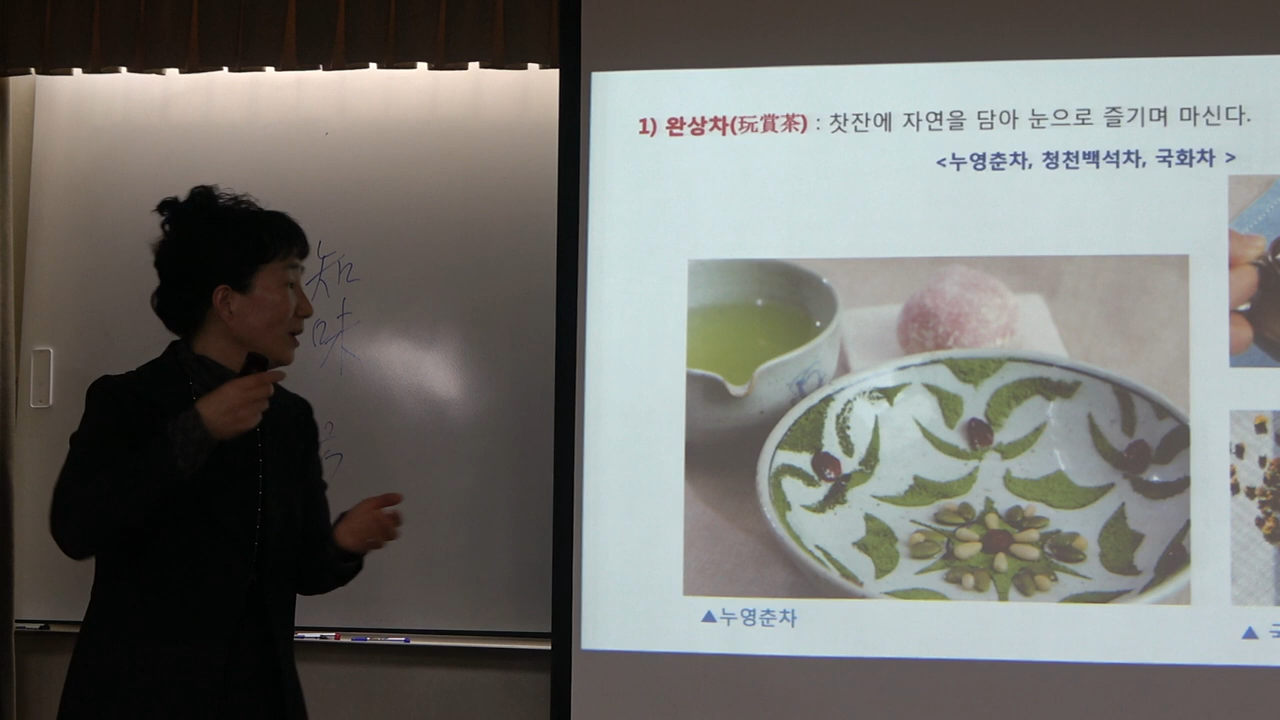 知
味
1) 완상차(玩賞茶) : 찻잔에 자연을 담아 눈으로 즐기며 마신다.
<누영춘차, 청천백석차, 국화차 >
▲누영춘차
▲